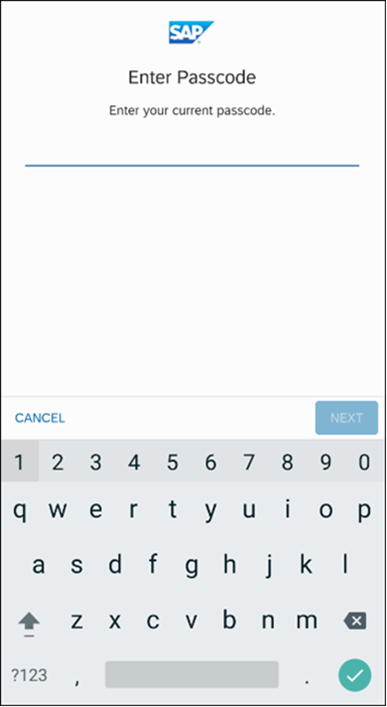 SAP
Enter Passcode
Enter your current passcode.
CANCEL NEXT
1 2 3 4 5 6 7 8 9 0
q w e r t y u i o p
a s d f g h j k l
z x c v b n m
?123 , .